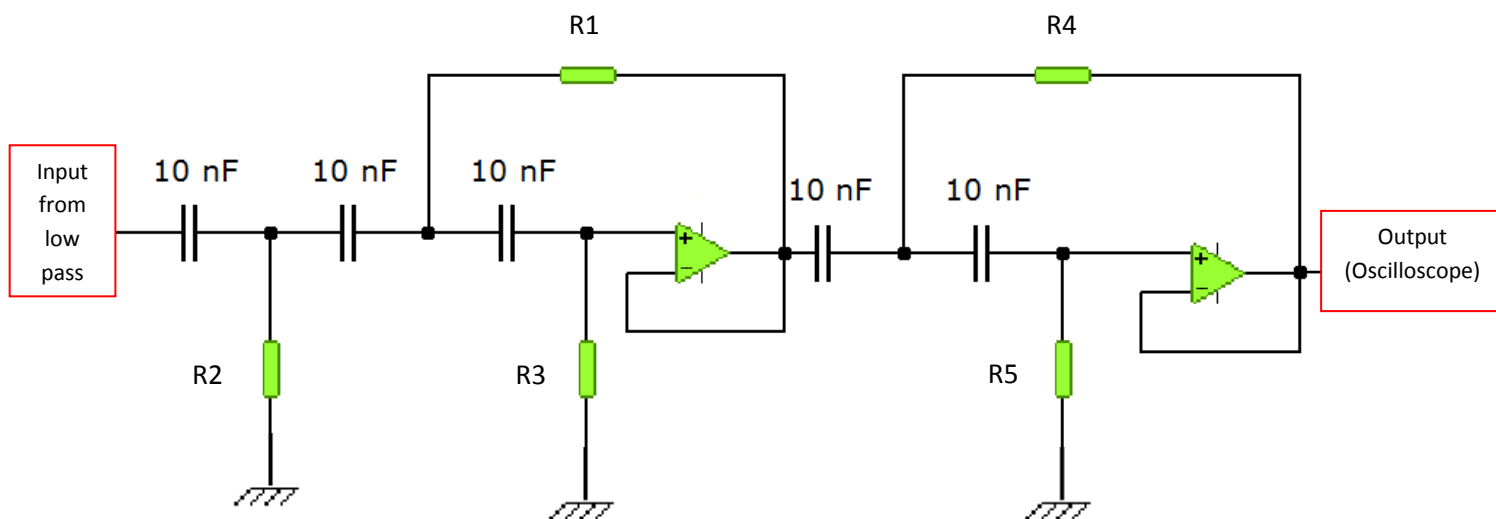 R1
R4
Input
from
low
pass
10 nF
10 nF
10 nF
10 nF
10 nF
+
−
+
−
Output
(Oscilloscope)
R2
R3
R5